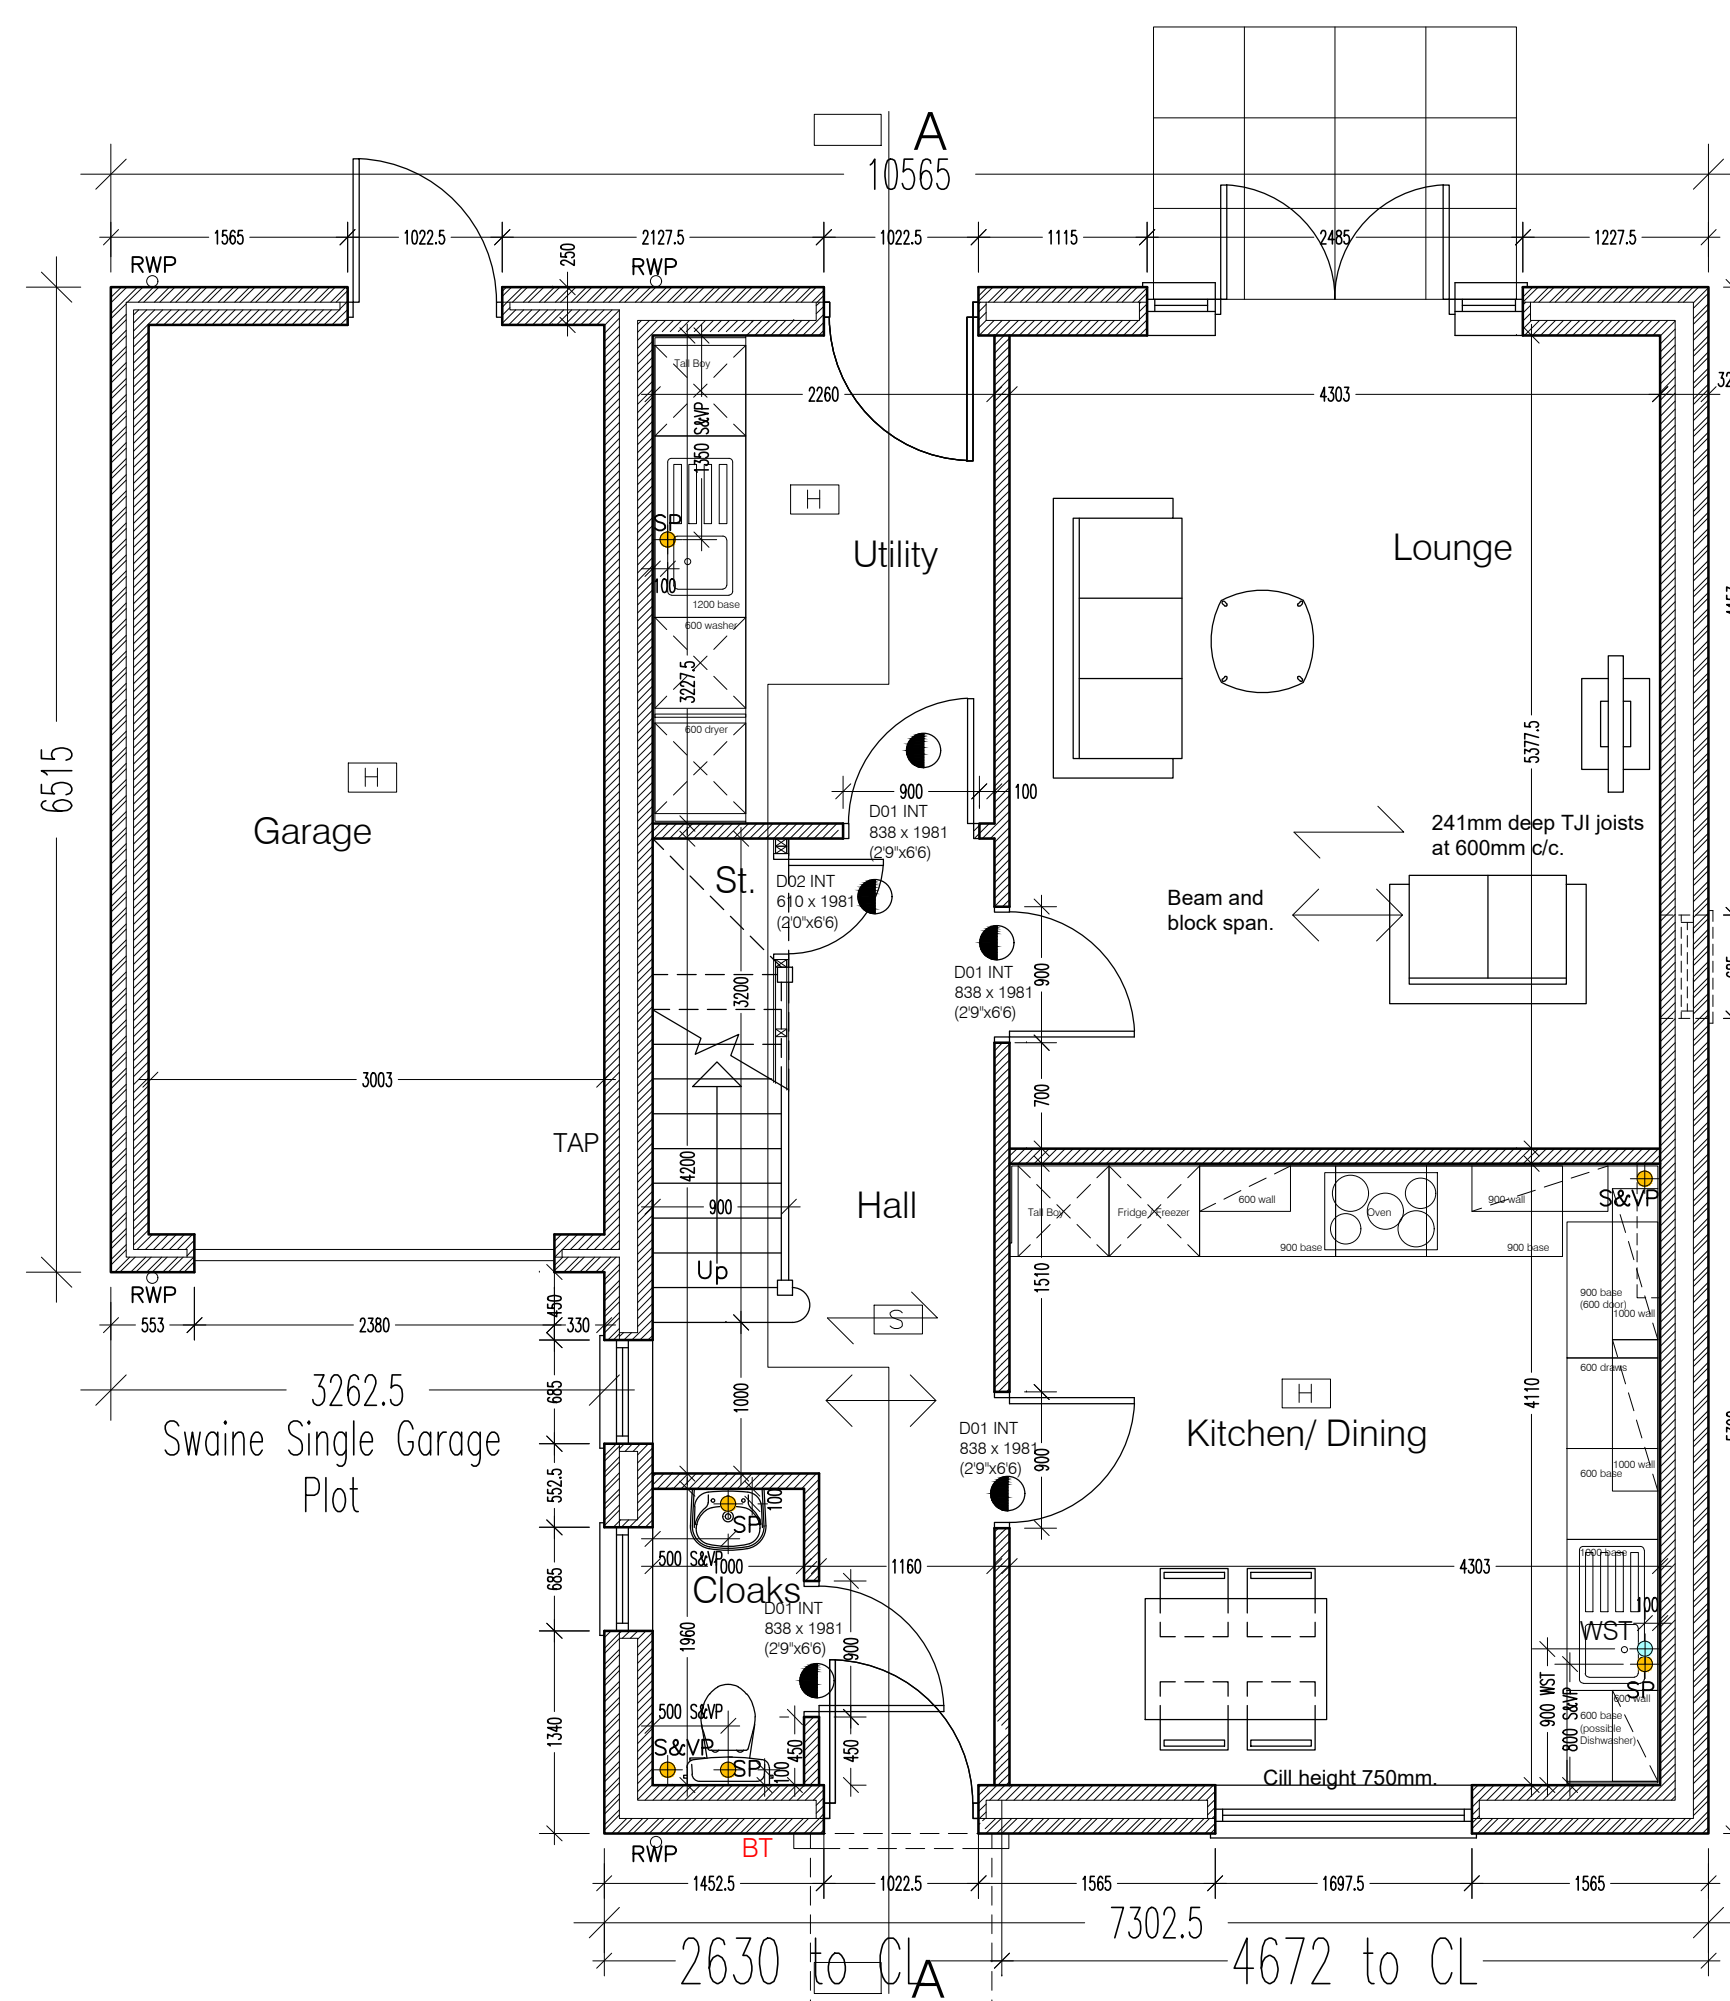 A
10565
1565
1022.5
2127.5
1022.5
1115
2485
1227.5
250
RWP
RWP
Tall Boy
2260
4303
1350 S&VP
H
SP
Utility
Lounge
100
1200 base
600 washer
3227.5
600 dryer
5377.5
6515
H
Garage
900
100
D01 INT
838 x 1981
(2'9"x6'6)
241mm deep TJI joists
at 600mm c/c.
St.
D02 INT
610 x 1981
(2'0"x6'6)
Beam and
block span.
D01 INT
838 x 1981
(2'9"x6'6)
900
3200
3003
700
TAP
4200
900
Hall
Tall Boy
Fridge / Freezer
600 wall
Oven
900 wall
S&VP
900 base
900 base
1510
Up
RWP
900 base
(600 door)
1000 wall
553
2380
330
450
S
3262.5
Swaine Single Garage
Plot
685
1000
H
4110
600 draws
Kitchen/ Dining
D01 INT
838 x 1981
(2'9"x6'6)
900
1000 wall
600 base
552.5
100
SP
500 S&VP
1000
1160
4303
1000 base
685
Cloaks
D01 INT
838 x 1981
(2'9"x6'6)
100
1960
900
WST
SP
600 wall
500 S&VP
1340
S&VP
SP
100
450
450
900 WST
800 S&VP
600 base
(possible
Dishwasher)
Cill height 750mm.
RWP
BT
1452.5
1022.5
1565
1697.5
1565
7302.5
2630 to CL
4672 to CL
A